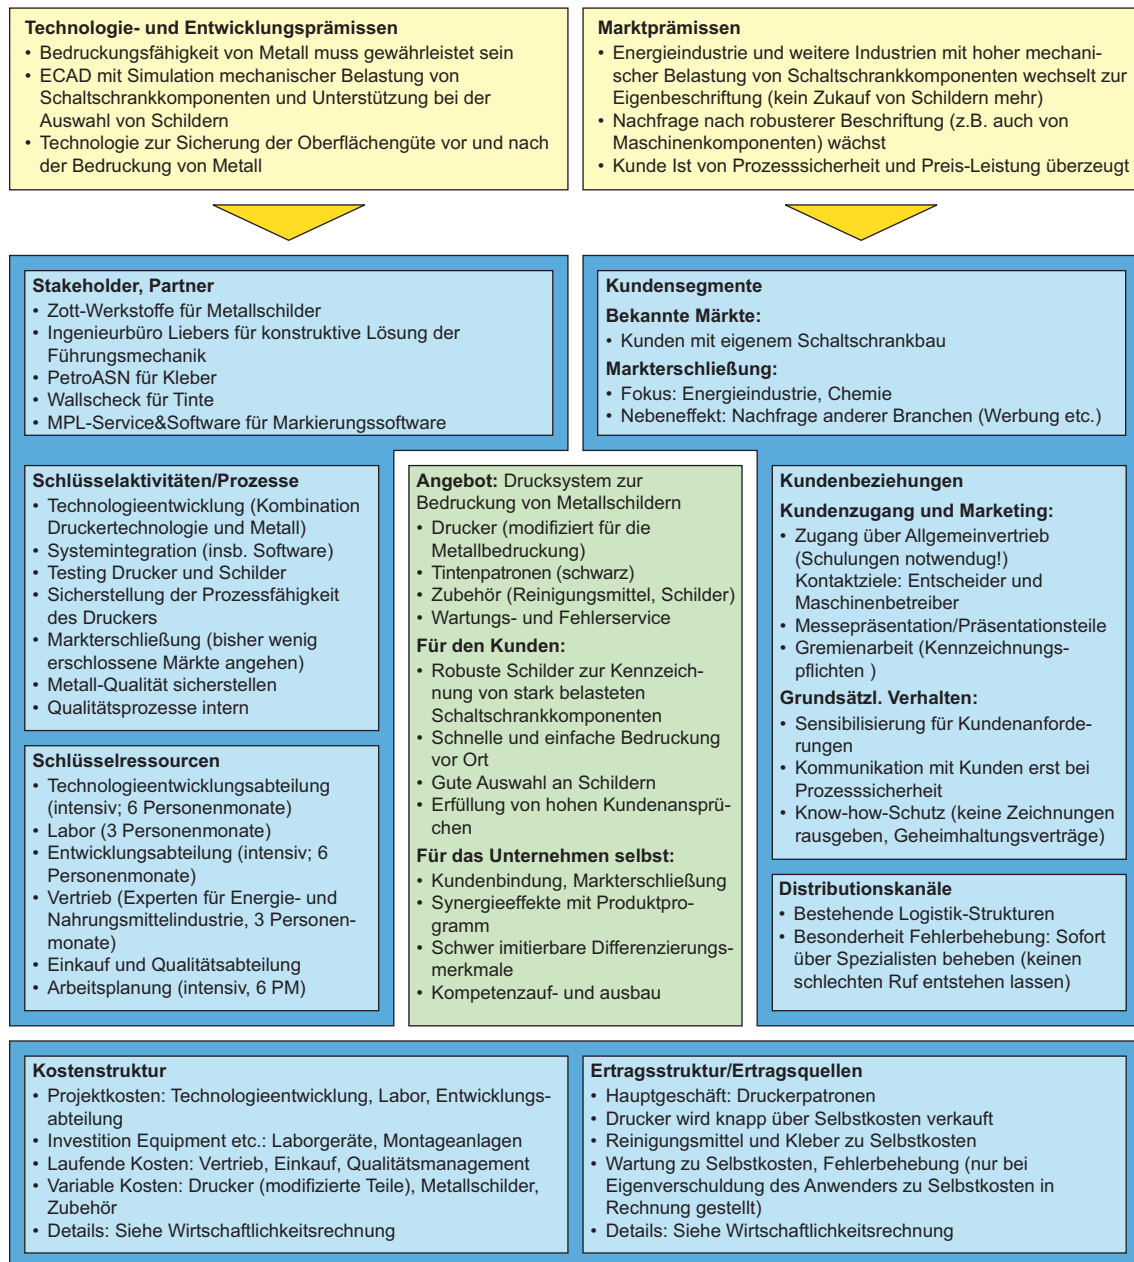 Technologie- und Entwicklungsprämissen
• Bedruckungsfähigkeit von Metall muss gewährleistet sein
• ECAD mit Simulation mechanischer Belastung von
Schaltschrankkomponenten und Unterstützung bei der
Auswahl von Schildern
• Technologie zur Sicherung der Oberflächengüte vor und nach
der Bedruckung von Metall
Marktprämissen
• Energieindustrie und weitere Industrien mit hoher mechani-
scher Belastung von Schaltschrankkomponenten wechselt zur
Eigenbeschriftung (kein Zukauf von Schildern mehr)
• Nachfrage nach robusterer Beschriftung (z.B. auch von
Maschinenkomponenten) wächst
• Kunde Ist von Prozesssicherheit und Preis-Leistung überzeugt
Stakeholder, Partner
• Zott-Werkstoffe für Metallschilder
• Ingenieurbüro Liebers für konstruktive Lösung der
Führungsmechanik
• PetroASN für Kleber
• Wallscheck für Tinte
• MPL-Service&Software für Markierungssoftware
Kundensegmente
Bekannte Märkte:
• Kunden mit eigenem Schaltschrankbau
Markterschließung:
• Fokus: Energieindustrie, Chemie
• Nebeneffekt: Nachfrage anderer Branchen (Werbung etc.)
Schlüsselaktivitäten/Prozesse
• Technologieentwicklung (Kombination
Druckertechnologie und Metall)
• Systemintegration (insb. Software)
• Testing Drucker und Schilder
• Sicherstellung der Prozessfähigkeit
des Druckers
• Markterschließung (bisher wenig
erschlossene Märkte angehen)
• Metall-Qualität sicherstellen
• Qualitätsprozesse intern
Schlüsselressourcen
• Technologieentwicklungsabteilung
(intensiv; 6 Personenmonate)
• Labor (3 Personenmonate)
• Entwicklungsabteilung (intensiv; 6
Personenmonate)
• Vertrieb (Experten für Energie- und
Nahrungsmittelindustrie, 3 Personen-
monate)
• Einkauf und Qualitätsabteilung
• Arbeitsplanung (intensiv, 6 PM)
Angebot: Drucksystem zur
Bedruckung von Metallschildern
• Drucker (modifiziert für die
Metallbedruckung)
• Tintenpatronen (schwarz)
• Zubehör (Reinigungsmittel, Schilder)
• Wartungs- und Fehlerservice
Für den Kunden:
• Robuste Schilder zur Kennzeich-
nung von stark belasteten
Schaltschrankkomponenten
• Schnelle und einfache Bedruckung
vor Ort
• Gute Auswahl an Schildern
• Erfüllung von hohen Kundenansprü-
chen
Für das Unternehmen selbst:
• Kundenbindung, Markterschließung
• Synergieeffekte mit Produktpro-
gramm
• Schwer imitierbare Differenzierungs-
merkmale
• Kompetenzauf- und ausbau
Kundenbeziehungen
Kundenzugang und Marketing:
• Zugang über Allgemeinvertrieb
(Schulungen notwendug!)
Kontaktziele: Entscheider und
Maschinenbetreiber
• Messepräsentation/Präsentationsteile
• Gremienarbeit (Kennzeichnungs-
pflichten )
Grundsätzl. Verhalten:
• Sensibilisierung für Kundenanforde-
rungen
• Kommunikation mit Kunden erst bei
Prozesssicherheit
• Know-how-Schutz (keine Zeichnungen
rausgeben, Geheimhaltungsverträge)
Distributionskanäle
• Bestehende Logistik-Strukturen
• Besonderheit Fehlerbehebung: Sofort
über Spezialisten beheben (keinen
schlechten Ruf entstehen lassen)
Kostenstruktur
• Projektkosten: Technologieentwicklung, Labor, Entwicklungs-
abteilung
• Investition Equipment etc.: Laborgeräte, Montageanlagen
• Laufende Kosten: Vertrieb, Einkauf, Qualitätsmanagement
• Variable Kosten: Drucker (modifizierte Teile), Metallschilder,
Zubehör
• Details: Siehe Wirtschaftlichkeitsrechnung
Ertragsstruktur/Ertragsquellen
• Hauptgeschäft: Druckerpatronen
• Drucker wird knapp über Selbstkosten verkauft
• Reinigungsmittel und Kleber zu Selbstkosten
• Wartung zu Selbstkosten, Fehlerbehebung (nur bei
Eigenverschuldung des Anwenders zu Selbstkosten in
Rechnung gestellt)
• Details: Siehe Wirtschaftlichkeitsrechnung